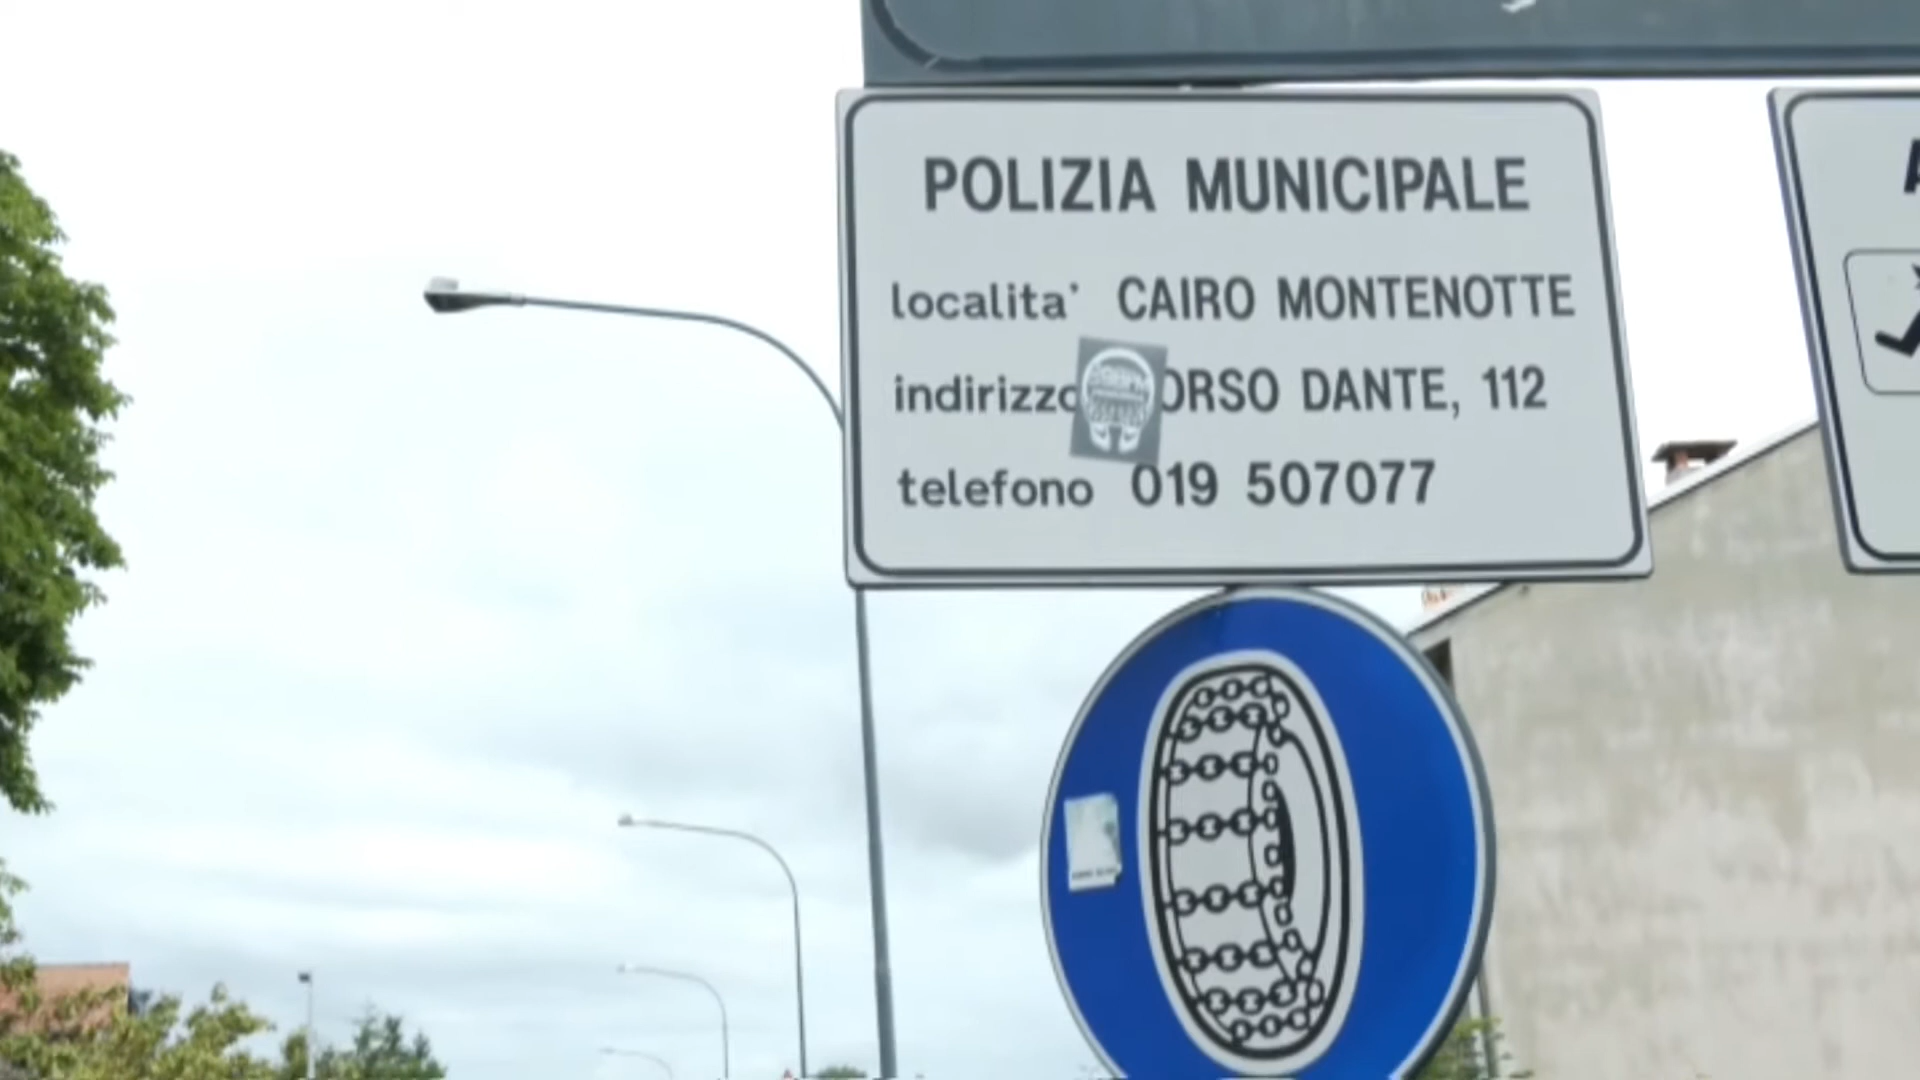 POLIZIA MUNICIPALE
localita' CAIRO MONTENOTTE
indirizzo ORSO DANTE, 112
telefono 019 507077